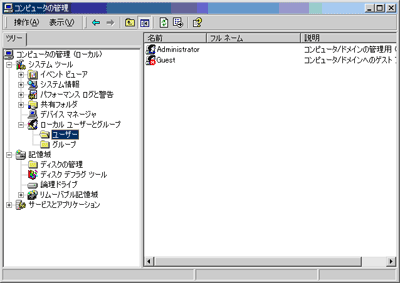 コンピュータの管理
操作(A) 表示(V)
ツリー
コンピュータの管理 (ローカル)
システム ツール
イベント ビューア
システム情報
パフォーマンス ログと警告
共有フォルダ
デバイス マネージャ
ローカル ユーザーとグループ
ユーザー
グループ
記憶域
ディスクの管理
ディスク デフラグ ツール
論理ドライブ
リムーバブル記憶域
サービスとアプリケーション
名前 フル ネーム 説明
Administrator コンピュータ/ドメインの管理用 (
Guest コンピュータ/ドメインへのゲスト